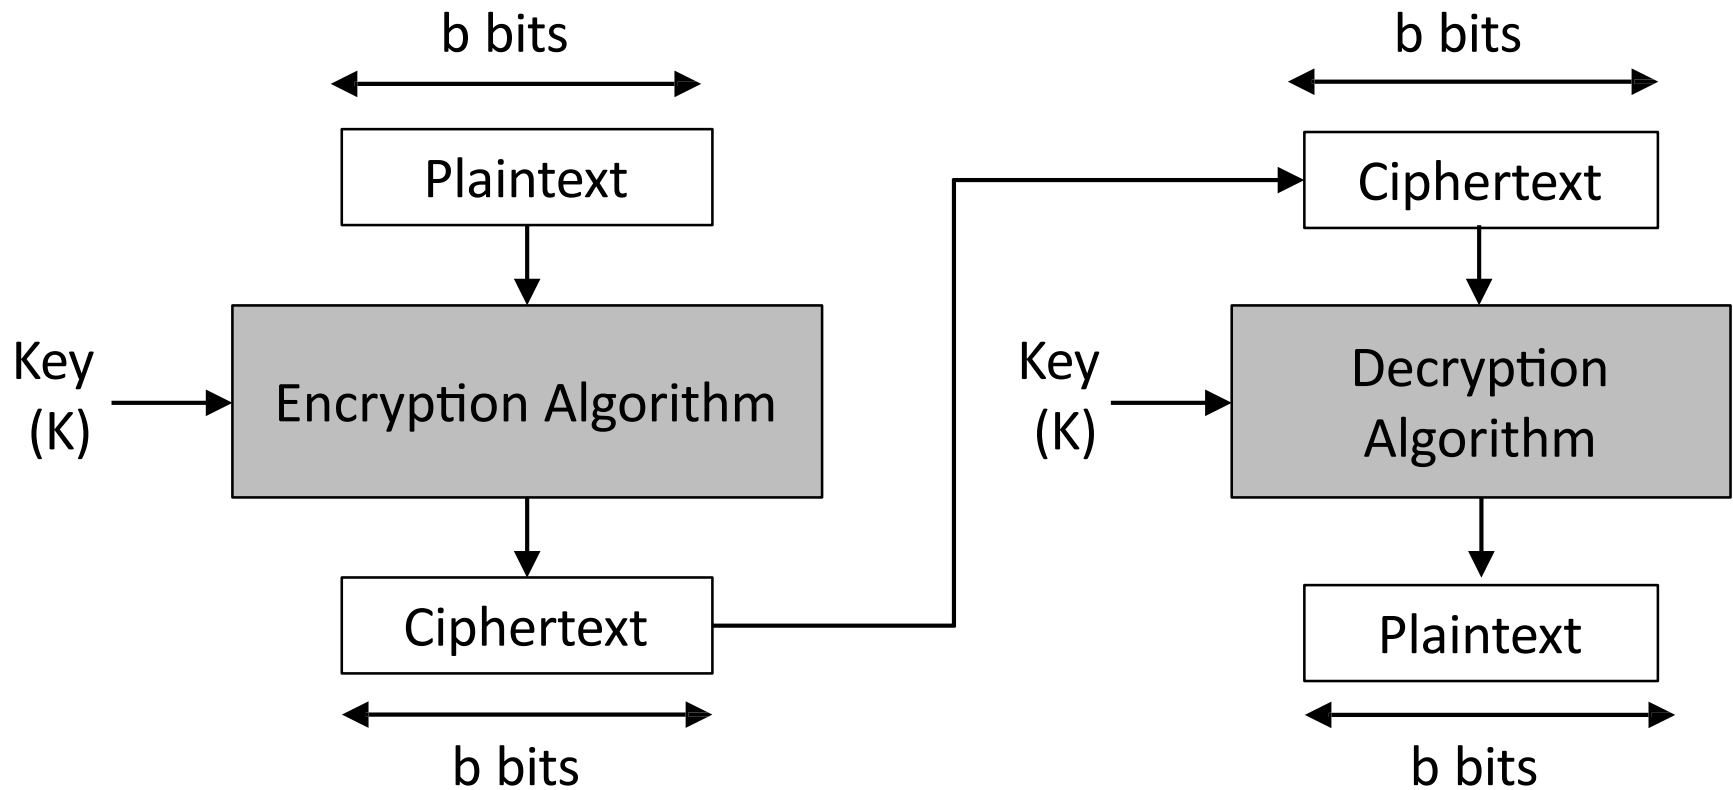 b bits
Plaintext
Key
(K)
Encryption Algorithm
Ciphertext
b bits
b bits
Ciphertext
Key
(K)
Decryption
Algorithm
Plaintext
b bits